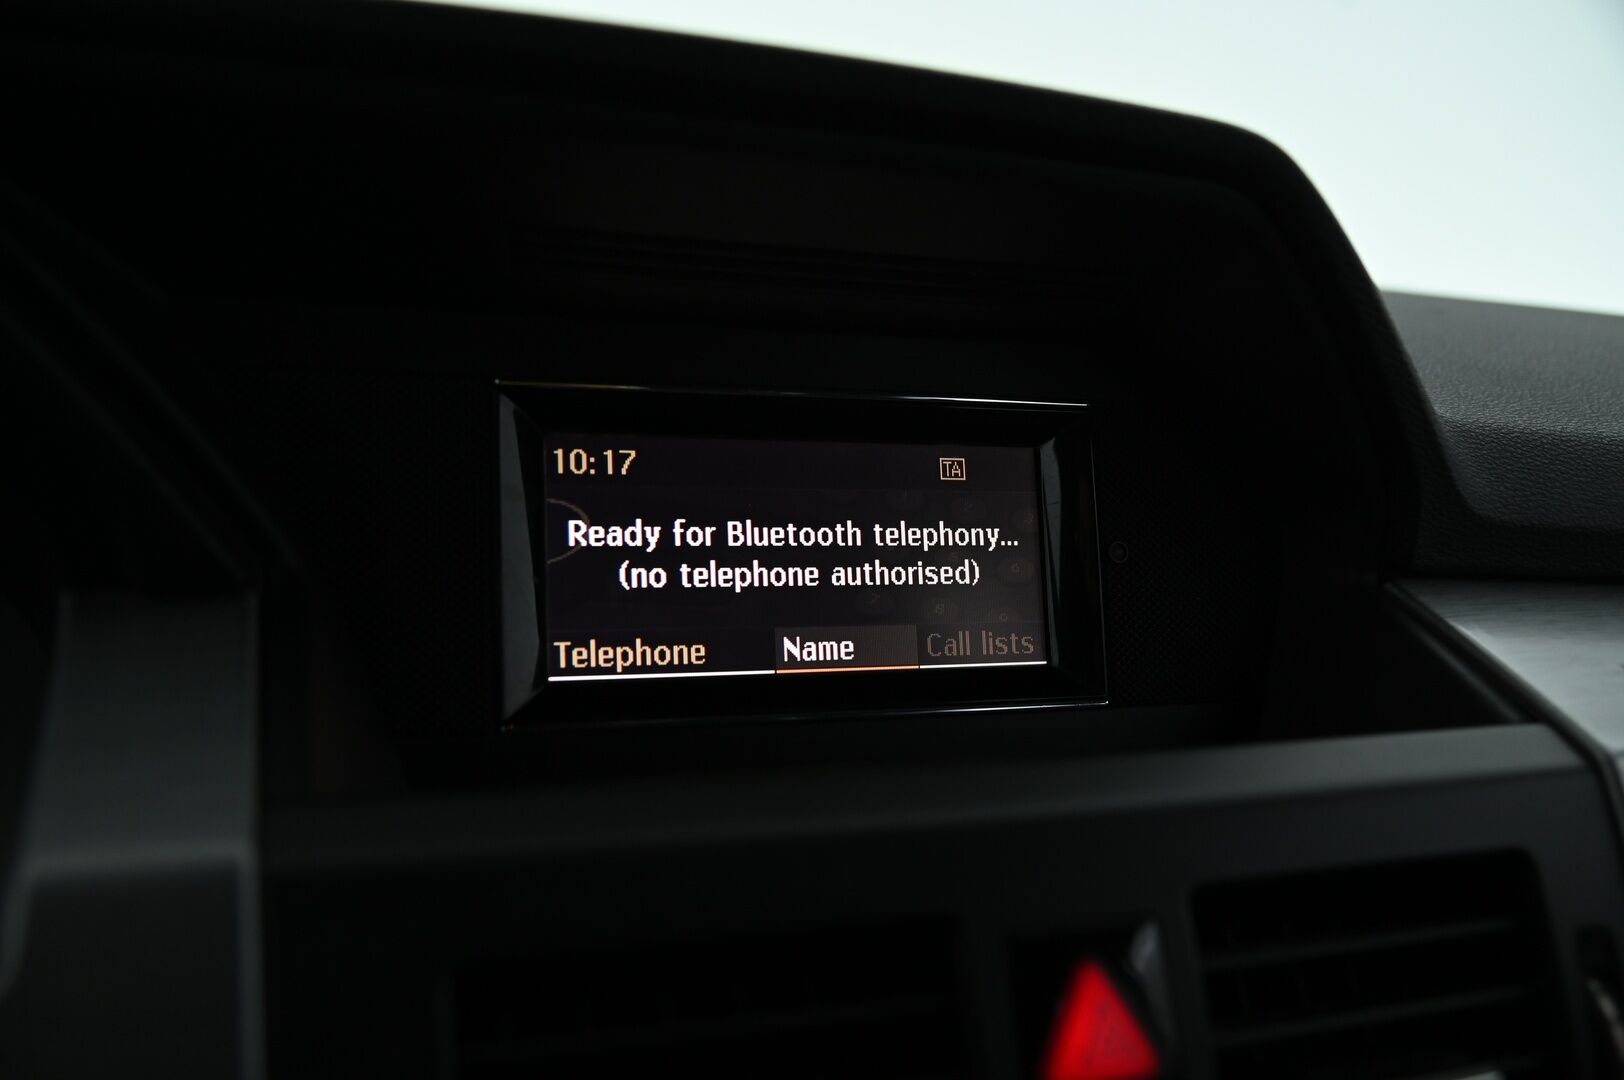 10:17 TA
Ready for Bluetooth telephony...
(no telephone authorised)
Telephone Name Call lists